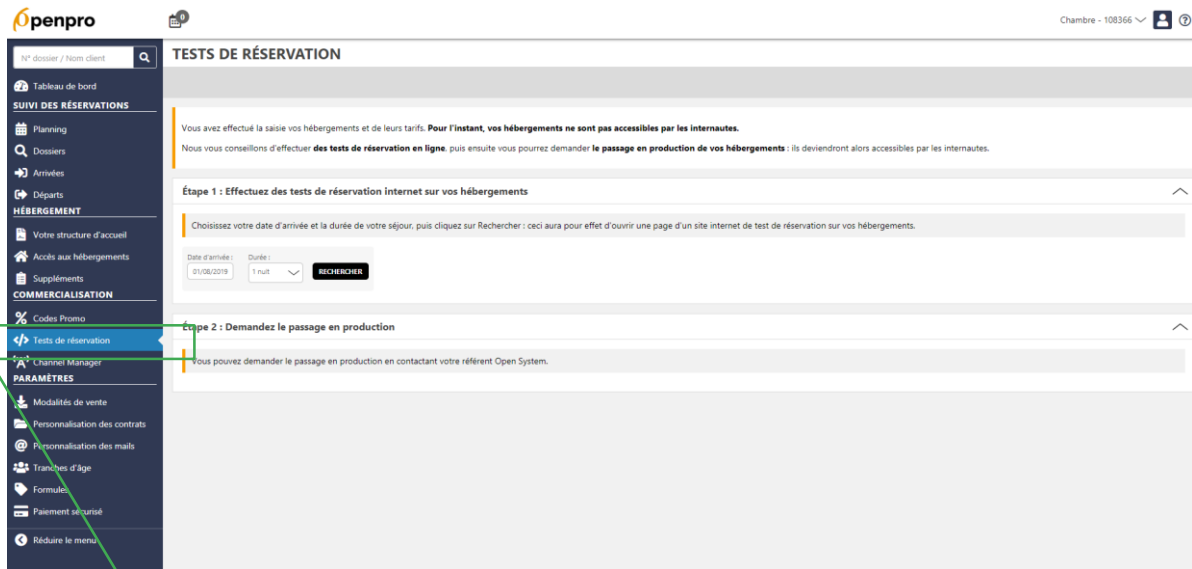 Openpro
0
Chambre - 108366
N° dossier / Nom client
Tableau de bord
SUIVI DES RÉSERVATIONS
Planning
Dossiers
Arrivées
Départs
HÉBERGEMENT
Votre structure d'accueil
Accès aux hébergements
Suppléments
COMMERCIALISATION
Codes Promo
Tests de réservation
Channel Manager
PARAMÈTRES
Modalités de vente
Personnalisation des contrats
Personnalisation des mails
Tranches d'âge
Formules
Paiement sécurisé
Réduire le menu
TESTS DE RÉSERVATION
Vous avez effectué la saisie vos hébergements et de leurs tarifs. Pour l'instant, vos hébergements ne sont pas accessibles par les internautes.
Nous vous conseillons d'effectuer des tests de réservation en ligne, puis ensuite vous pourrez demander le passage en production de vos hébergements : ils deviendront alors accessibles par les internautes.
Étape 1 : Effectuez des tests de réservation internet sur vos hébergements
Choisissez votre date d'arrivée et la durée de votre séjour, puis cliquez sur Rechercher : ceci aura pour effet d'ouvrir une page d'un site internet de test de réservation sur vos hébergements.
Date d'arrivée : Durée :
01/08/2019 1 nuit RECHERCHER
Étape 2 : Demandez le passage en production
Vous pouvez demander le passage en production en contactant votre référent Open System.